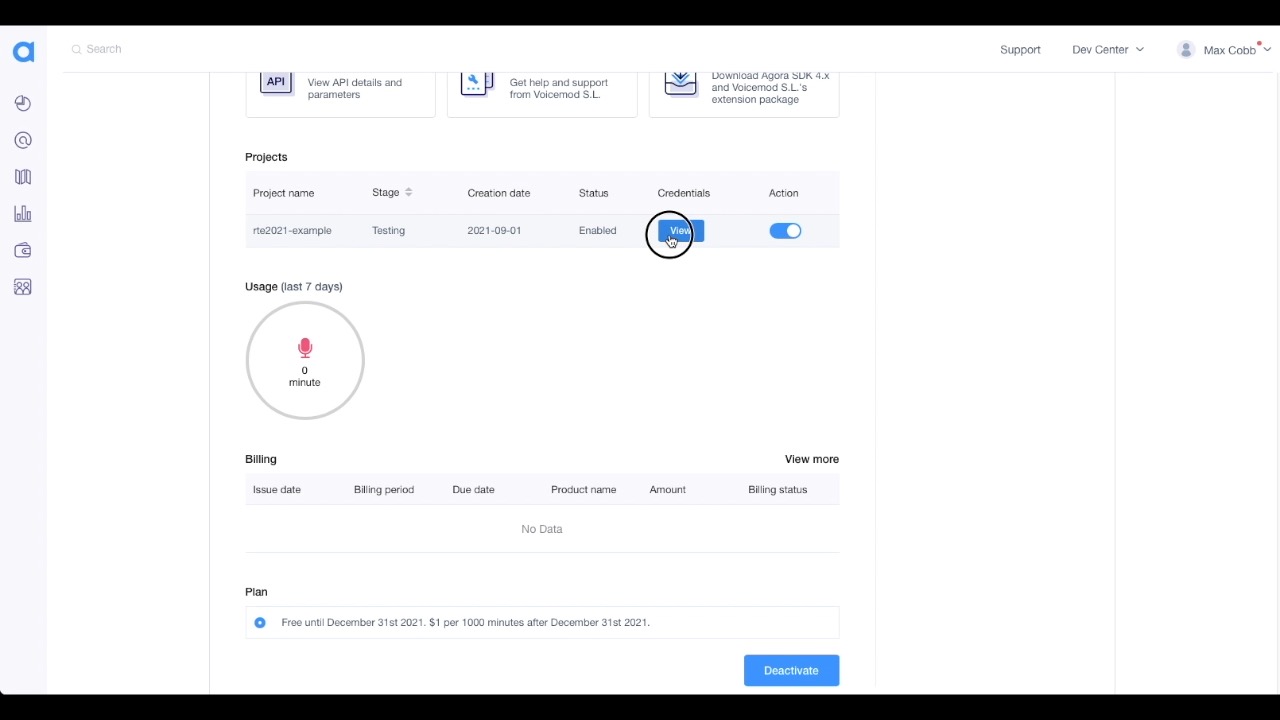 Search
Support
Dev Center
Max Cobb
API
View API details and
parameters
Get help and support
from Voicemod S.L.
Download Agora SDK 4.x
and Voicemod S.L.'s
extension package
Projects
Project name Stage Creation date Status Credentials Action
rte2021-example Testing 2021-09-01 Enabled View
Usage (last 7 days)
0
minute
Billing View more
Issue date Billing period Due date Product name Amount Billing status
No Data
Plan
Free until December 31st 2021. $1 per 1000 minutes after December 31st 2021.
Deactivate